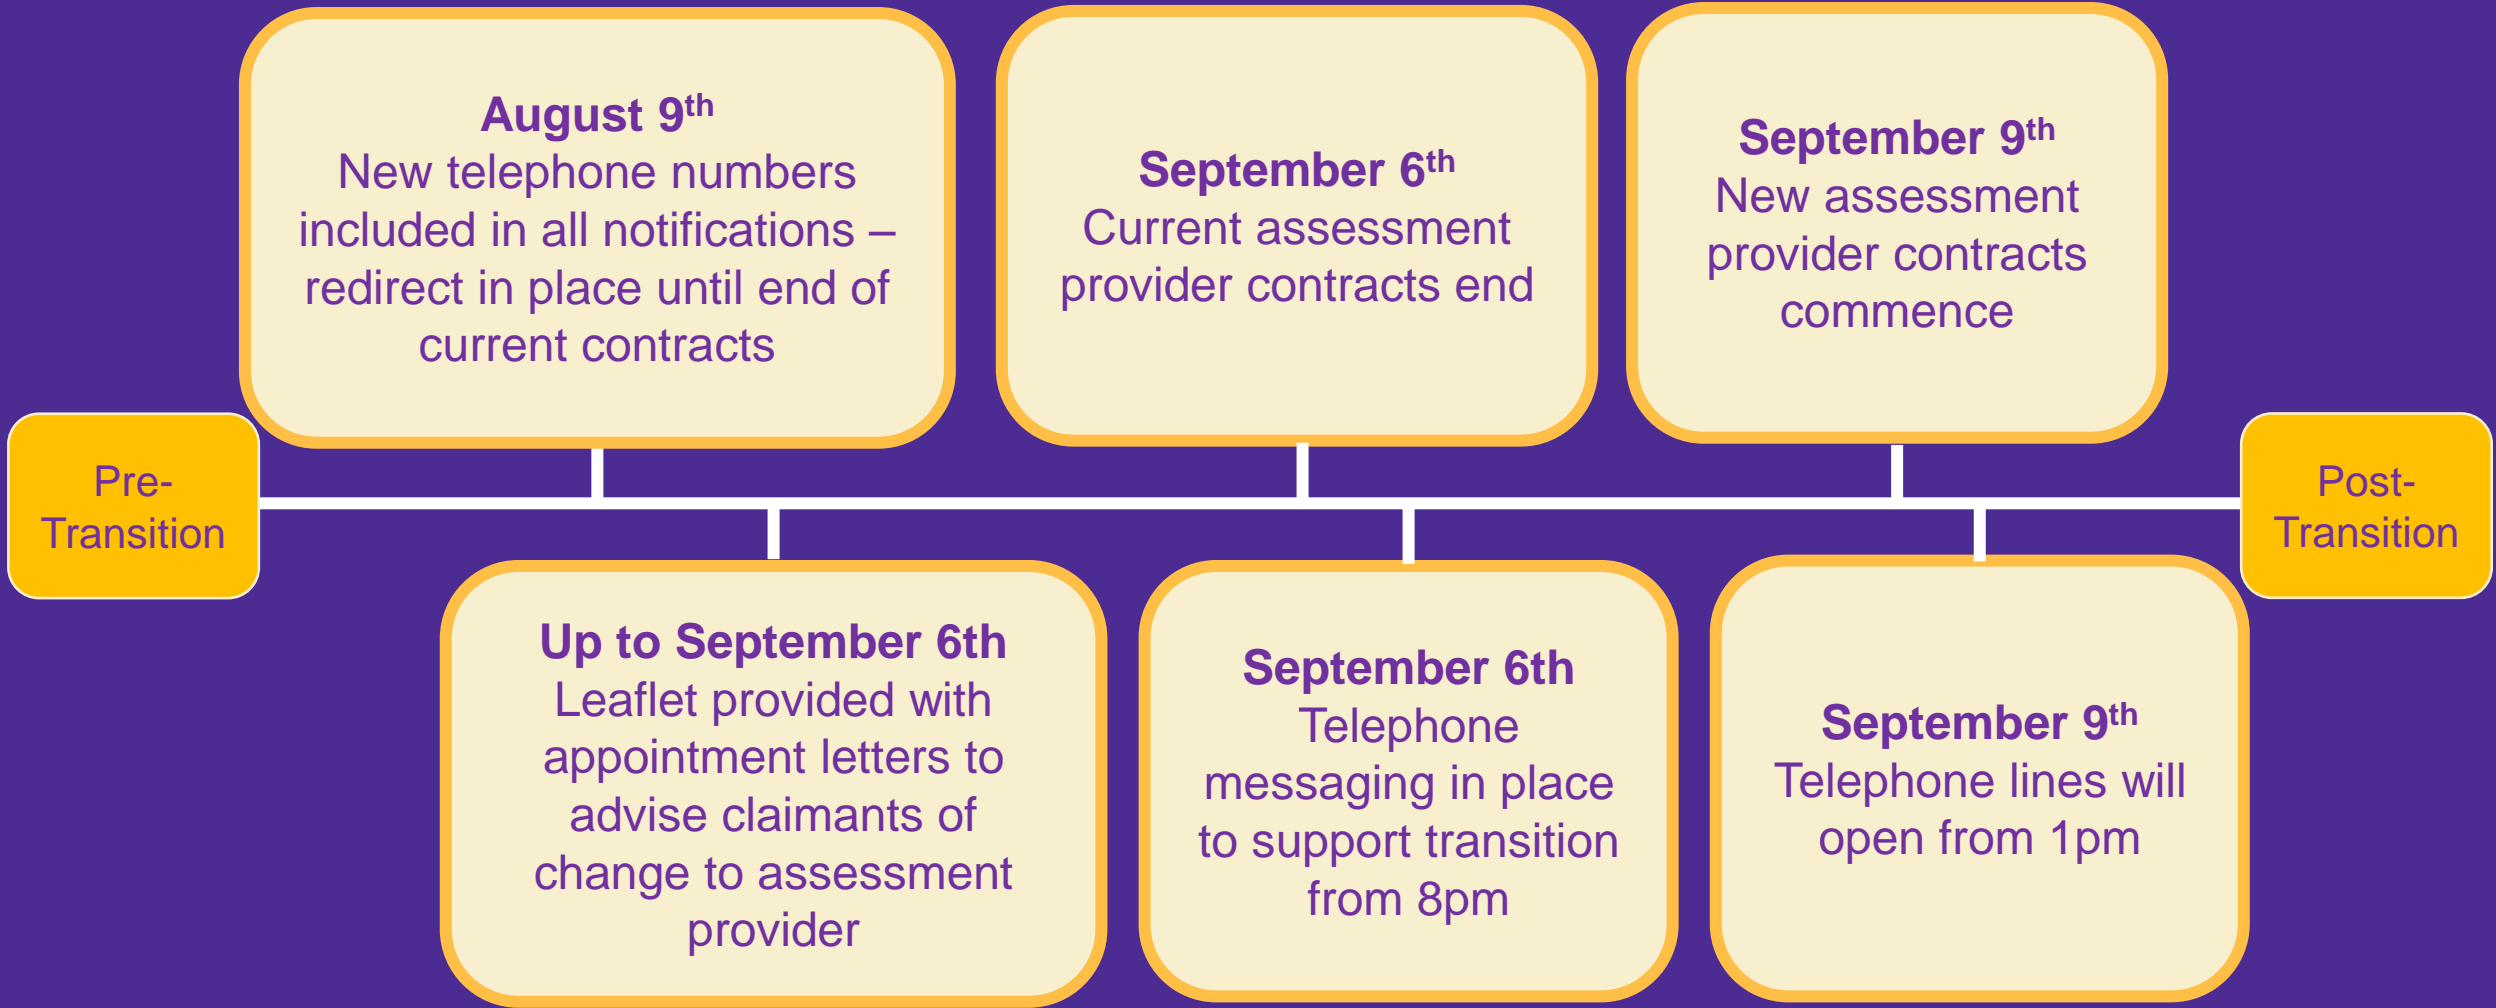 August 9th
New telephone numbers
included in all notifications –
redirect in place until end of
current contracts
September 6th
Current assessment
provider contracts end
September 9th
New assessment
provider contracts
commence
Pre-
Transition
Post-
Transition
Up to September 6th
Leaflet provided with
appointment letters to
advise claimants of
change to assessment
provider
September 6th
Telephone
messaging in place
to support transition
from 8pm
September 9th
Telephone lines will
open from 1pm